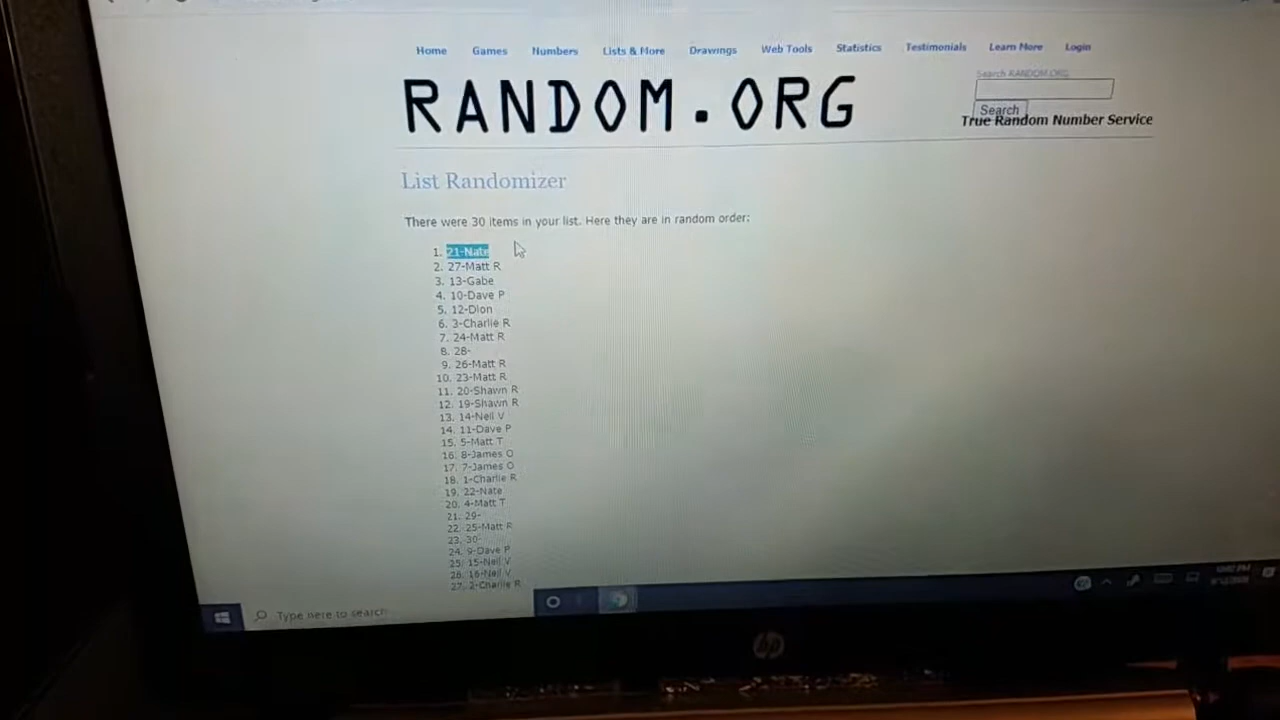 Home Games Numbers Lists & More Drawings Web Tools Statistics Testimonials Learn More Login
RANDOM.ORG
Search RANDOM.ORG
Search
True Random Number Service
List Randomizer
There were 30 items in your list. Here they are in random order:
1. 21-Nate
2. 27-Matt R
3. 13-Gabe
4. 10-Dave P
5. 12-Dion
6. 3-Charlie R
7. 24-Matt R
8. 28-
9. 26-Matt R
10. 23-Matt R
11. 20-Shawn R
12. 19-Shawn R
13. 14-Neil V
14. 11-Dave P
15. 5-Matt T
16. 8-James O
17. 7-James O
18. 1-Charlie R
19. 22-Nate
20. 4-Matt T
21. 29-
22. 25-Matt R
23. 30-
24. 9-Dave P
25. 15-Neil V
26. 16-Neil V
27. 2-Charlie R
Type here to search
hp